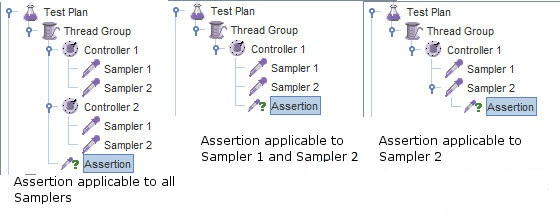 Test Plan
Thread Group
Controller 1
Sampler 1
Sampler 2
Controller 2
Sampler 1
Sampler 2
Assertion
Assertion applicable to all
Samplers
Test Plan
Thread Group
Controller 1
Sampler 1
Sampler 2
Assertion
Assertion applicable to
Sampler 1 and Sampler 2
Test Plan
Thread Group
Controller 1
Sampler 1
Sampler 2
Assertion
Assertion applicable to
Sampler 2